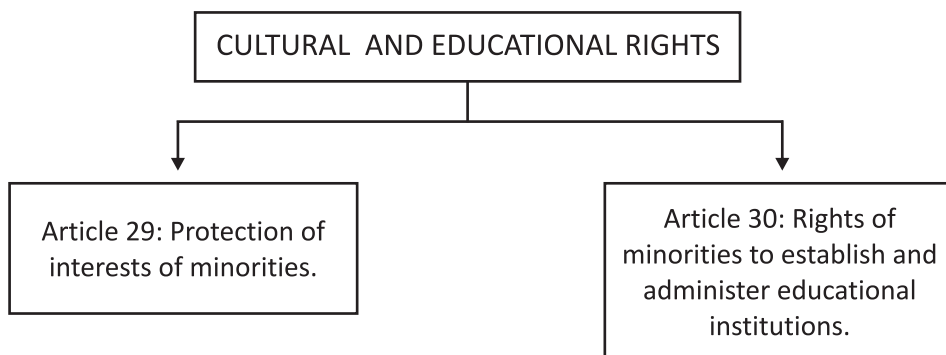 CULTURAL AND EDUCATIONAL RIGHTS
Article 29: Protection of
interests of minorities.
Article 30: Rights of
minorities to establish and
administer educational
institutions.